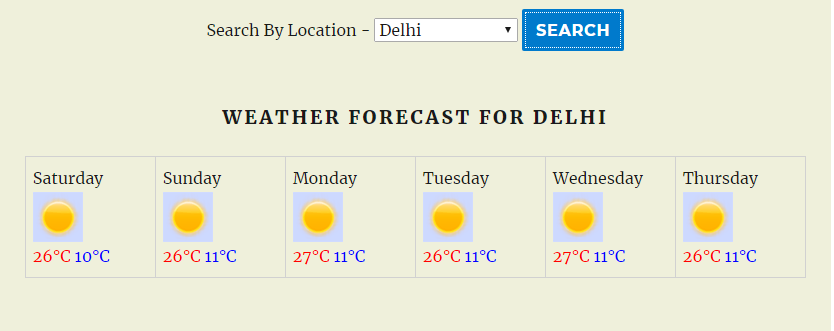 Search By Location - Delhi SEARCH
WEATHER FORECAST FOR DELHI
Saturday Sunday Monday Tuesday Wednesday Thursday
26°C 10°C 26°C 11°C 27°C 11°C 26°C 11°C 27°C 11°C 26°C 11°C